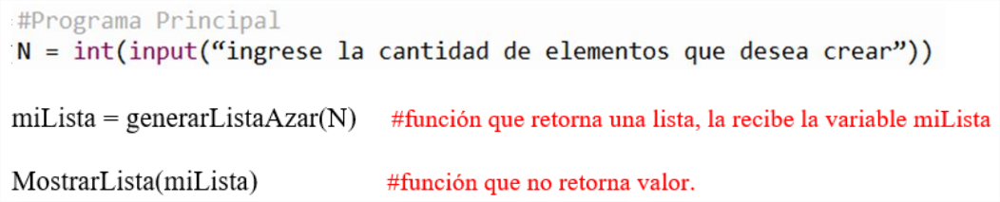 #Programa Principal
N = int(input(“ingrese la cantidad de elementos que desea crear”))
miLista = generarListaAzar(N) #función que retorna una lista, la recibe la variable miLista
MostrarLista(miLista) #función que no retorna valor.